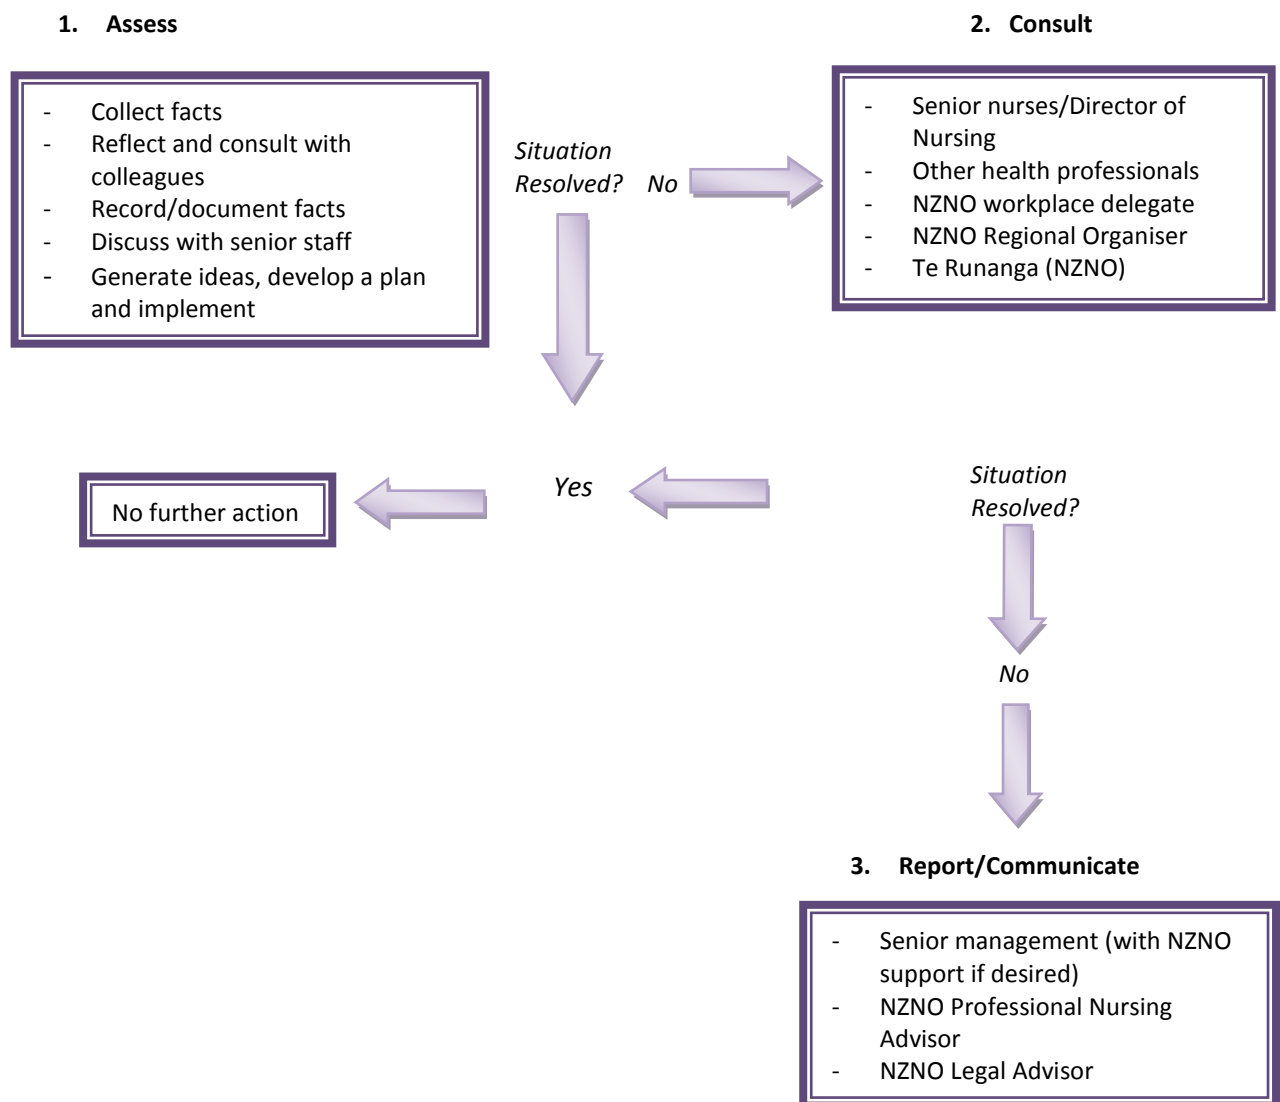 1. Assess
- Collect facts
- Reflect and consult with
colleagues
- Record/document facts
- Discuss with senior staff
- Generate ideas, develop a plan
and implement
Situation
Resolved? No
2. Consult
- Senior nurses/Director of
Nursing
- Other health professionals
- NZNO workplace delegate
- NZNO Regional Organiser
- Te Runanga (NZNO)
No further action
Yes
Situation
Resolved?
No
3. Report/Communicate
- Senior management (with NZNO
support if desired)
- NZNO Professional Nursing
Advisor
- NZNO Legal Advisor